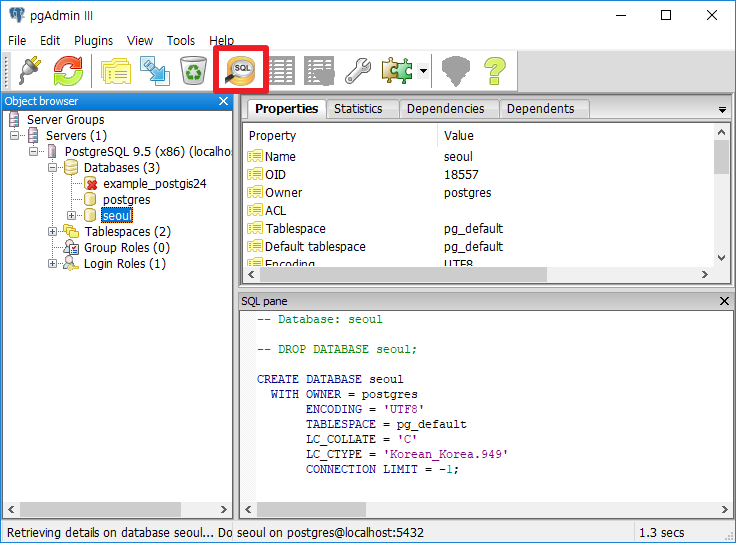 pgAdmin III
File Edit Plugins View Tools Help
SQL
Object browser
Server Groups
Servers (1)
PostgreSQL 9.5 (x86) (localho
Databases (3)
example_postgis24
postgres
seoul
Tablespaces (2)
Group Roles (0)
Login Roles (1)
Properties Statistics Dependencies Dependents
Property Value
Name seoul
OID 18557
Owner postgres
ACL
Tablespace pg_default
Default tablespace pg_default
Encoding UTF8
SQL pane
-- Database: seoul
-- DROP DATABASE seoul;
CREATE DATABASE seoul
WITH OWNER = postgres
ENCODING = 'UTF8'
TABLESPACE = pg_default
LC_COLLATE = 'C'
LC_CTYPE = 'Korean_Korea.949'
CONNECTION LIMIT = -1;
Retrieving details on database seoul... Do seoul on postgres@localhost:5432 1.3 secs